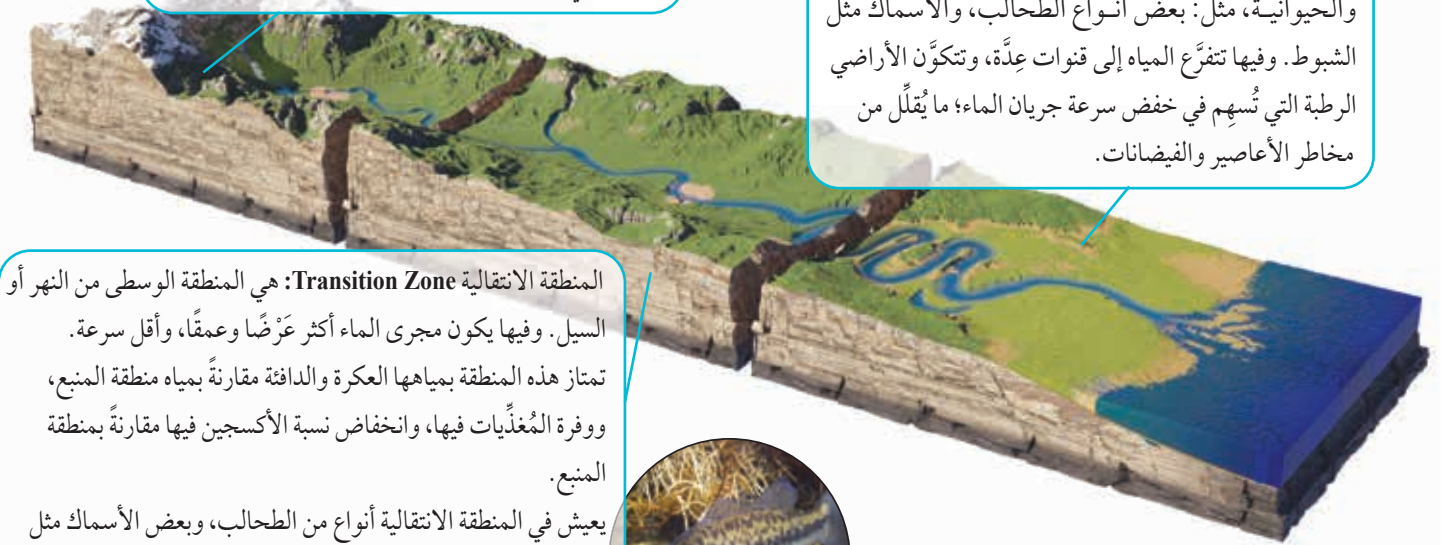 والحيوانيـة، مثل: بعض أنـواع الطحالب، والأسماك مثل
الشبوط. وفيها تتفرَّع المياه إلى قنوات عِدَّة، وتتكوَّن الأراضي
الرطبة التي تُسهِم في خفض سرعة جريان الماء؛ ما يُقلِّل من
مخاطر الأعاصير والفيضانات.
المنطقة الانتقالية Transition Zone: هي المنطقة الوسطى من النهر أو
السيل. وفيها يكون مجرى الماء أكثر عَرْضًا وعمقًا، وأقل سرعة.
تمتاز هذه المنطقة بمياهها العكرة والدافئة مقارنةً بمياه منطقة المنبع،
ووفرة المُغذِّيات فيها، وانخفاض نسبة الأكسجين فيها مقارنةً بمنطقة
المنبع.
يعيش في المنطقة الانتقالية أنواع من الطحالب، وبعض الأسماك مثل